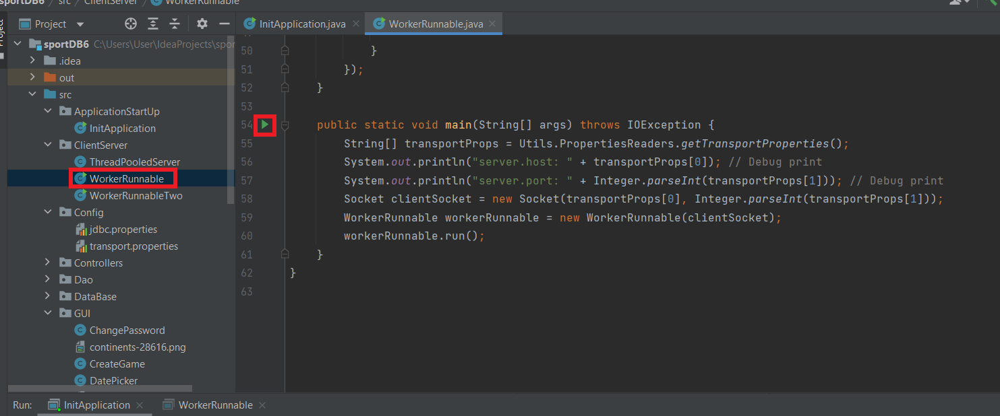 sportDB6 / src / ClientServer / WorkerRunnable
Project
InitApplication.java
WorkerRunnable.java
sportDB6 C:\Users\User\IdeaProjects\spor
.idea
out
src
ApplicationStartUp
InitApplication
ClientServer
ThreadPooledServer
WorkerRunnable
WorkerRunnableTwo
Config
jdbc.properties
transport.properties
Controllers
Dao
DataBase
GUI
ChangePassword
continents-28616.png
CreateGame
DatePicker
50 }
51 });
52 }
53
54 public static void main(String[] args) throws IOException {
55 String[] transportProps = Utils.PropertiesReaders.getTransportProperties();
56 System.out.println("server.host: " + transportProps[0]); // Debug print
57 System.out.println("server.port: " + Integer.parseInt(transportProps[1])); // Debug print
58 Socket clientSocket = new Socket(transportProps[0], Integer.parseInt(transportProps[1]));
59 WorkerRunnable workerRunnable = new WorkerRunnable(clientSocket);
60 workerRunnable.run();
61 }
62 }
63
Run: InitApplication WorkerRunnable